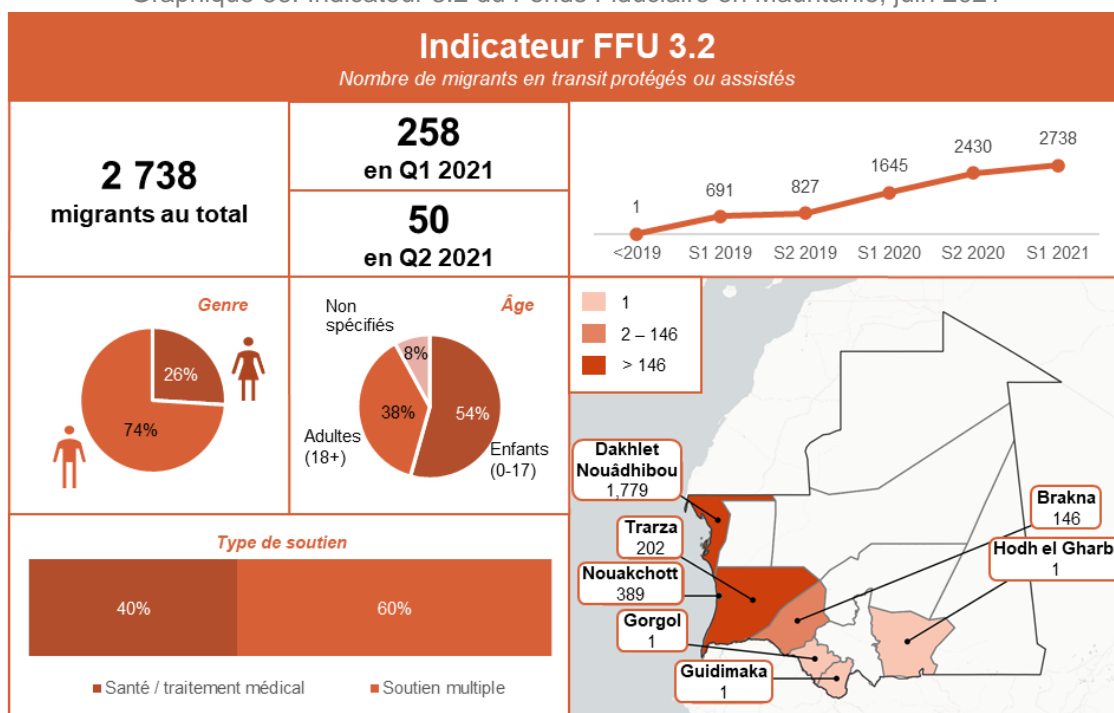 Indicateur FFU 3.2
Nombre de migrants en transit protégés ou assistés
2 738
migrants au total
258
en Q1 2021
50
en Q2 2021
1
691
827
1645
2430
2738
<2019
S1 2019
S2 2019
S1 2020
S2 2020
S1 2021
Genre
26%
74%
Âge
Non
spécifiés
8%
38%
54%
Adultes
(18+)
Enfants
(0-17)
Type de soutien
40%
60%
Santé / traitement médical
Soutien multiple
1
2 – 146
> 146
Dakhlet
Nouâdhibou
1,779
Trarza
202
Nouakchott
389
Gorgol
1
Guidimaka
1
Brakna
146
Hodh el Gharb
1